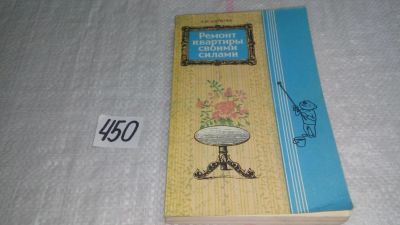 Ремонт
квартиры
своими
силами
450